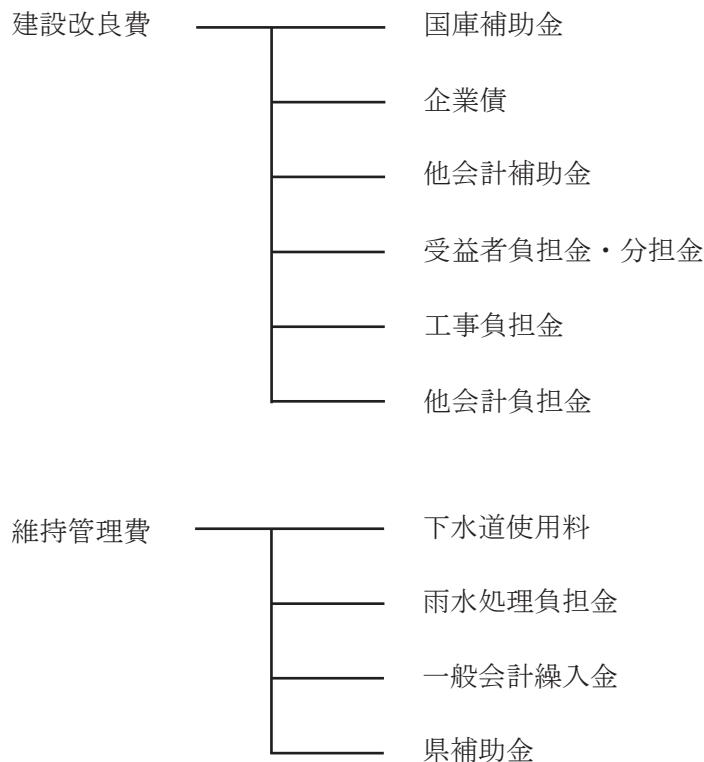 建設改良費
国庫補助金
企業債
他会計補助金
受益者負担金・分担金
工事負担金
他会計負担金
維持管理費
下水道使用料
雨水処理負担金
一般会計繰入金
県補助金